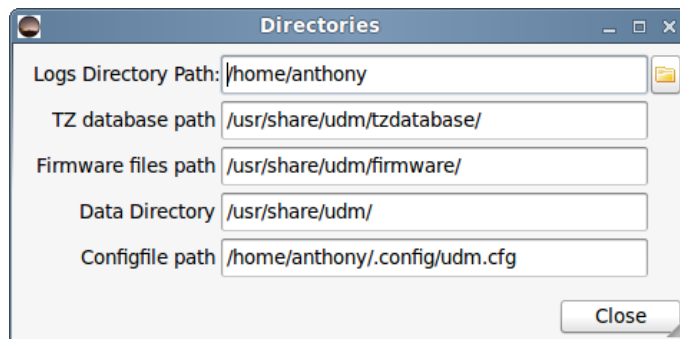 Directories
Logs Directory Path: /home/anthony
TZ database path /usr/share/udm/tzdatabase/
Firmware files path /usr/share/udm/firmware/
Data Directory /usr/share/udm/
Configfile path /home/anthony/.config/udm.cfg
Close